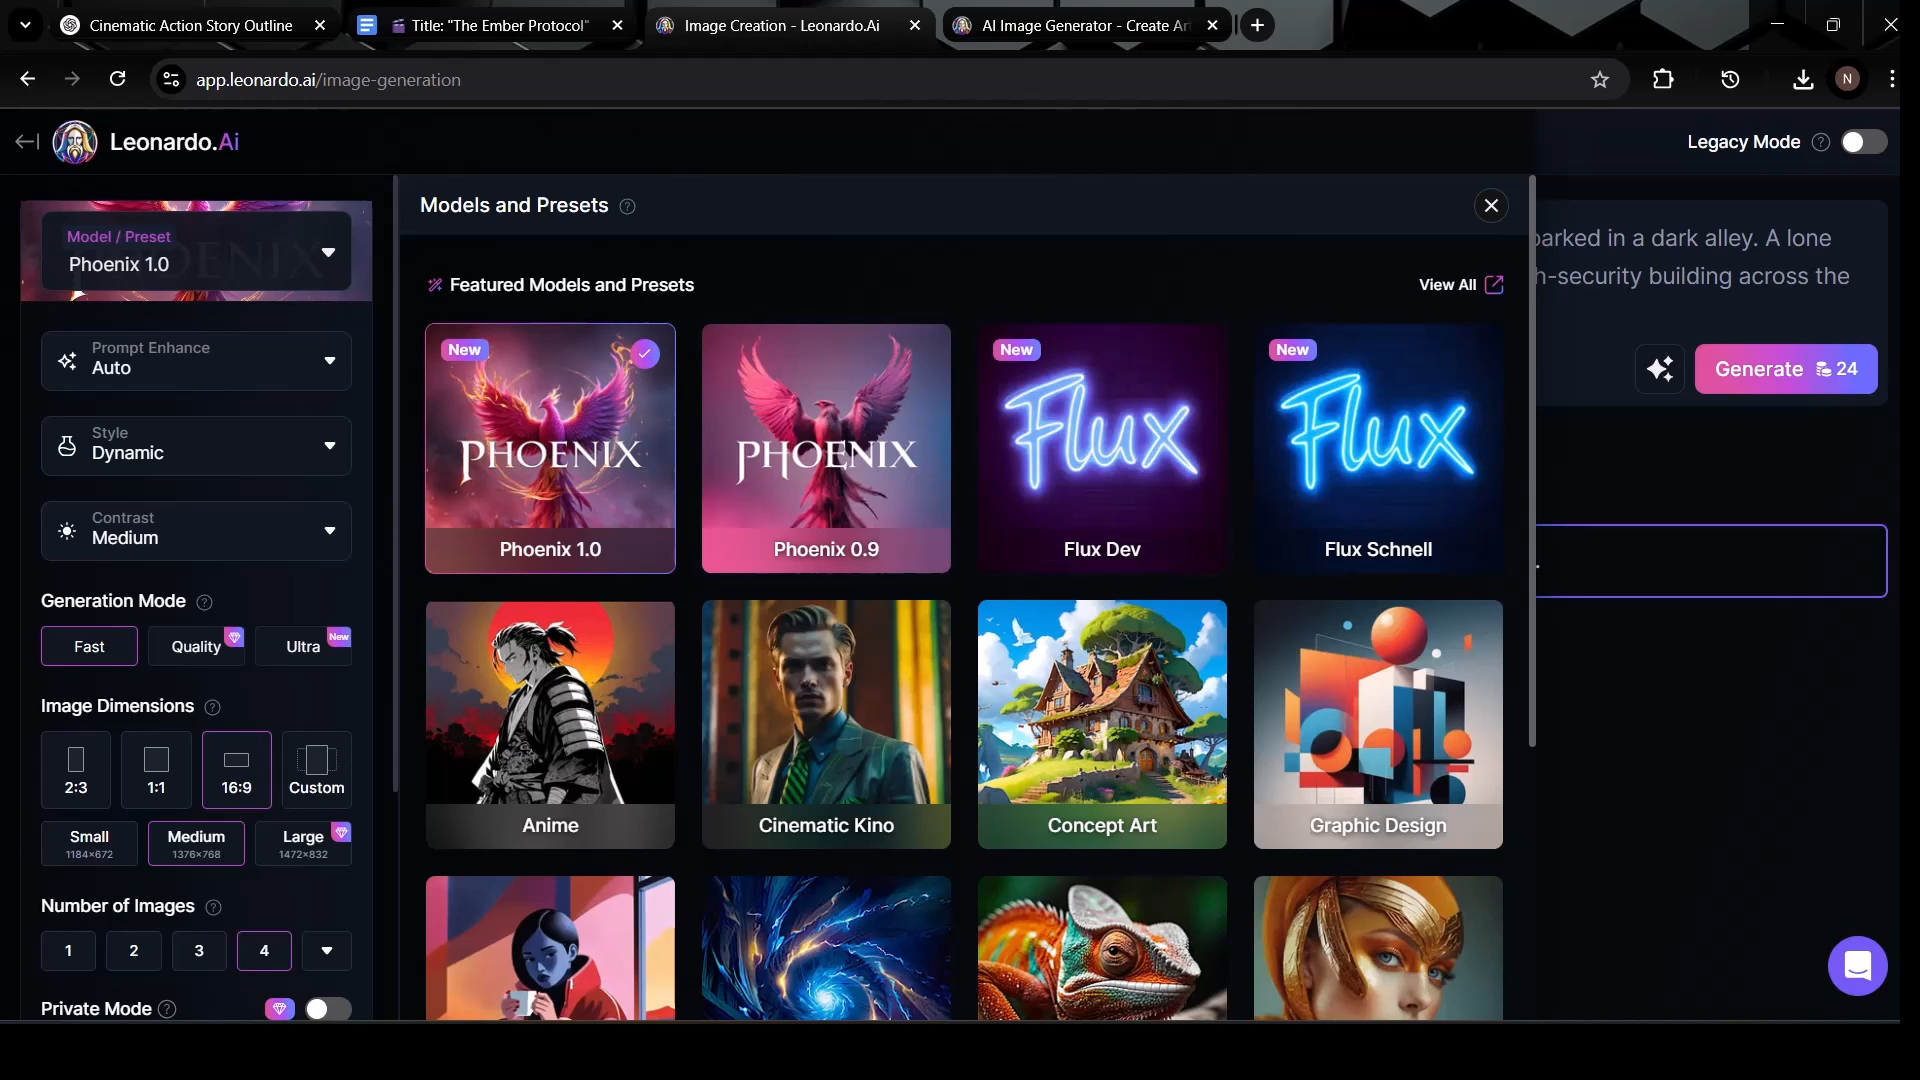 Cinematic Action Story Outline
Title: "The Ember Protocol"
Image Creation - Leonardo.Ai
AI Image Generator - Create Ar
app.leonardo.ai/image-generation
N
Leonardo.Ai
Legacy Mode
Model / Preset
Phoenix 1.0
Prompt Enhance
Auto
Style
Dynamic
Contrast
Medium
Generation Mode
Fast
Quality
Ultra
New
Image Dimensions
2:3
1:1
16:9
Custom
Small
1184×672
Medium
1376×768
Large
1472×832
Number of Images
1
2
3
4
Private Mode
Models and Presets
Featured Models and Presets
View All
New
PHOENIX
Phoenix 1.0
PHOENIX
Phoenix 0.9
New
Flux
Flux Dev
New
Flux
Flux Schnell
Anime
Cinematic Kino
Concept Art
Graphic Design
parked in a dark alley. A lone
h-security building across the
Generate 24